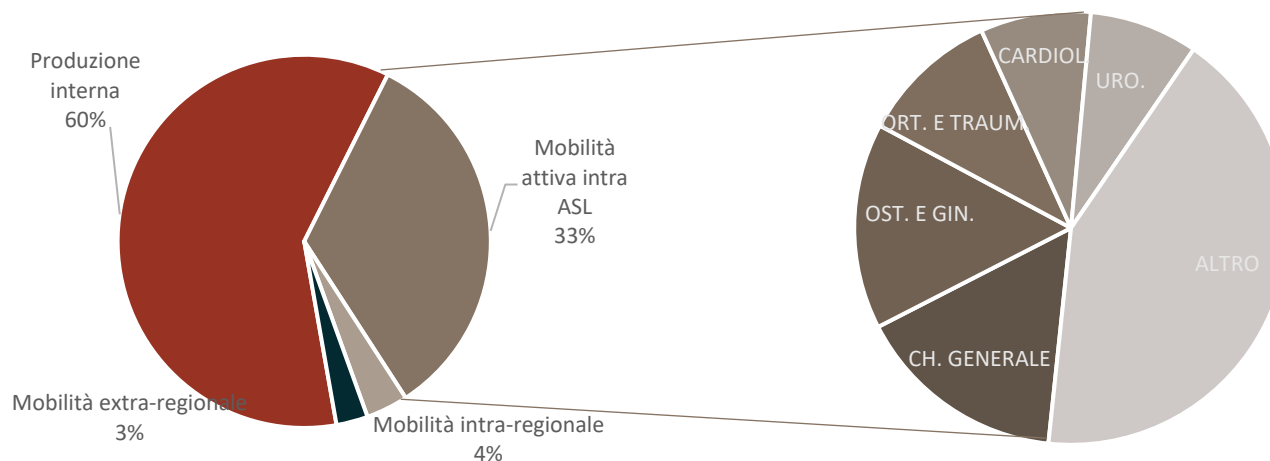 Produzione
interna
60%
Mobilità
attiva intra
ASL
33%
Mobilità extra-regionale
3%
Mobilità intra-regionale
4%
CARDIOL
URO.
ORT. E TRAUM
OST. E GIN.
ALTRO
CH. GENERALE